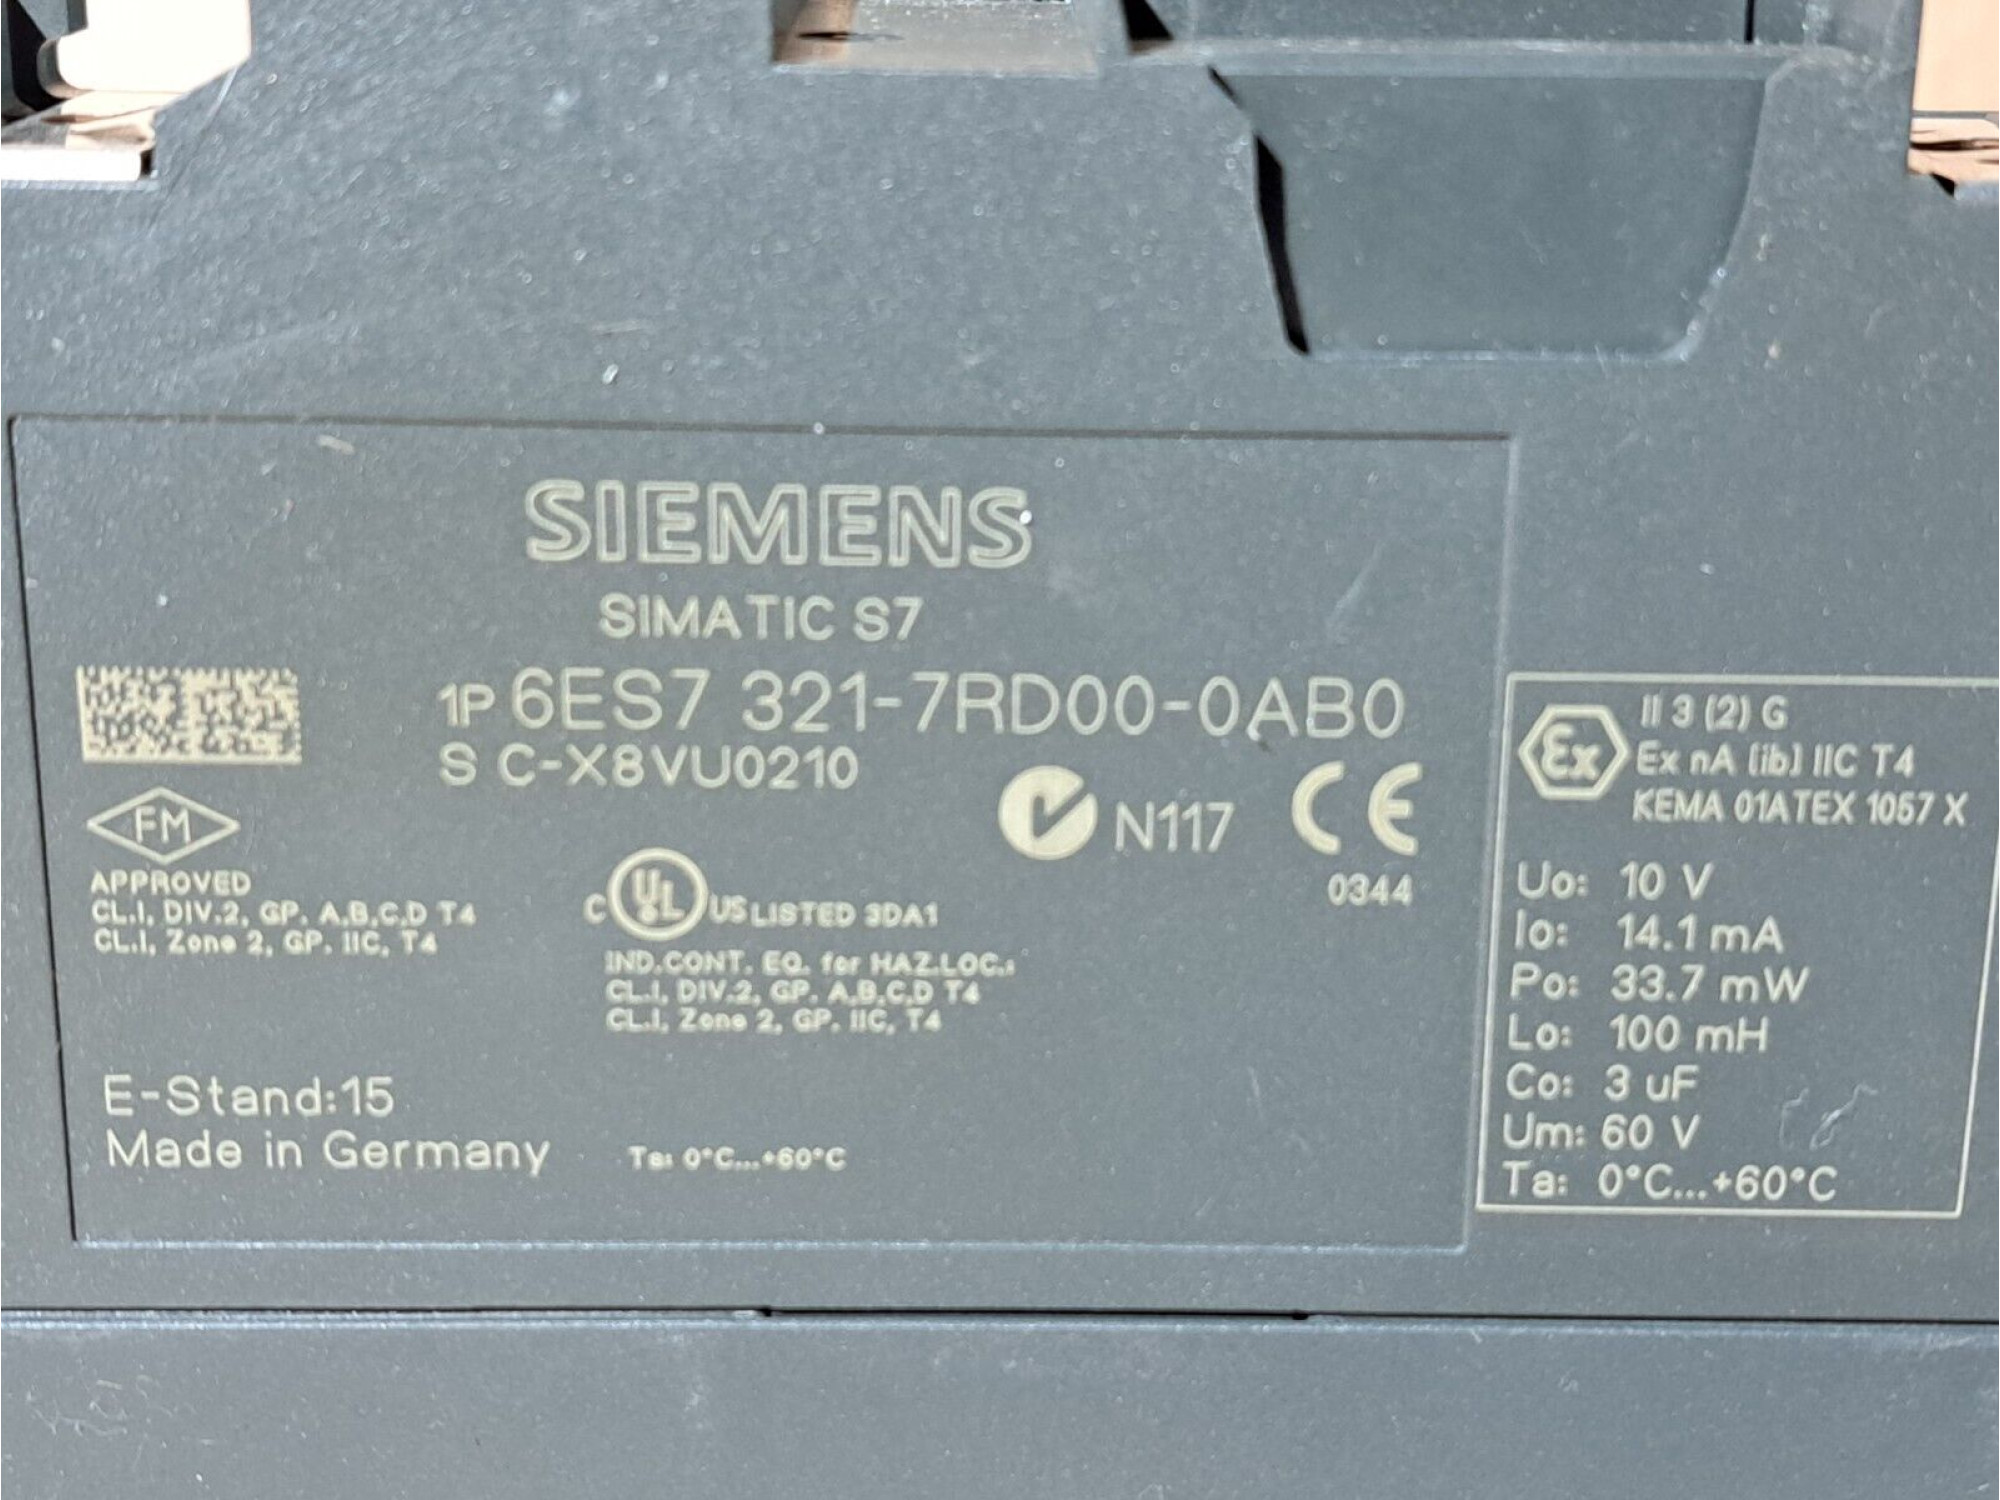 SIEMENS
SIMATIC S7
1P 6ES7 321-7RD00-0AB0
S C-X8VU0210
FM
APPROVED
CL.I, DIV.2, GP. A,B,C,D T4
CL.I, Zone 2, GP. IIC, T4
C UL US LISTED 3DA1
IND.CONT. EQ. for HAZ.LOC.:
CL.I, DIV.2, GP. A,B,C,D T4
CL.I, Zone 2, GP. IIC, T4
N117 CE
0344
E-Stand:15
Made in Germany Ta: 0°C...+60°C
Ex II 3 (2) G
Ex nA [ib] IIC T4
KEMA 01ATEX 1057 X
Uo: 10 V
Io: 14.1 mA
Po: 33.7 mW
Lo: 100 mH
Co: 3 uF
Um: 60 V
Ta: 0°C...+60°C